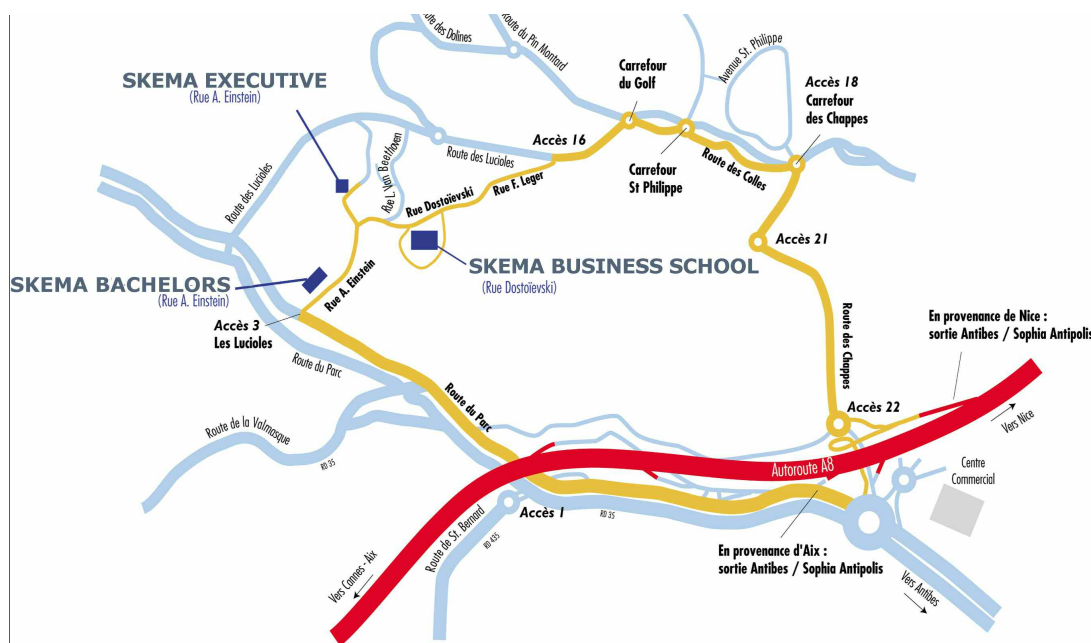 Route des Dolines
Route du Pin Montard
Avenue St. Philippe
SKEMA EXECUTIVE
(Rue A. Einstein)
Carrefour
du Golf
Accès 18
Carrefour
des Chappes
Accès 16
Route des Lucioles
Rue L. Vam Beethoven
Carrefour
St Philippe
Route des Colles
Rue F. Leger
Rue Dostoïevski
Route des Lucioles
Accès 21
SKEMA BUSINESS SCHOOL
(Rue Dostoïevski)
SKEMA BACHELORS
(Rue A. Einstein)
Rue A. Einstein
Accès 3
Les Lucioles
Route du Parc
Route des Chappes
En provenance de Nice :
sortie Antibes / Sophia Antipolis
Route du Parc
Accès 22
Vers Nice
Route de la Valmasque
RD 35
Autoroute A8
Centre
Commercial
Accès 1
RD 35
Route de St. Bernard
RD 435
En provenance d'Aix :
sortie Antibes / Sophia Antipolis
Vers Cannes - Aix
Vers Antibes